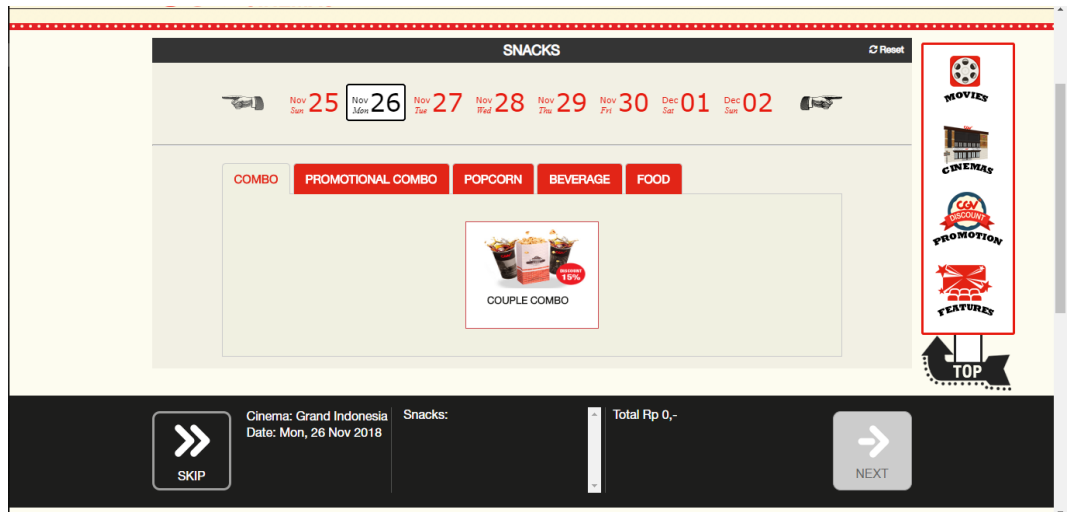 SNACKS
Reset
Nov Sun 25
Nov Mon 26
Nov Tue 27
Nov Wed 28
Nov Thu 29
Nov Fri 30
Dec Sat 01
Dec Sun 02
COMBO
PROMOTIONAL COMBO
POPCORN
BEVERAGE
FOOD
DISCOUNT
15%
COUPLE COMBO
MOVIES
CINEMAS
CGV
DISCOUNT
PROMOTION
FEATURES
TOP
SKIP
Cinema: Grand Indonesia
Date: Mon, 26 Nov 2018
Snacks:
Total Rp 0,-
NEXT